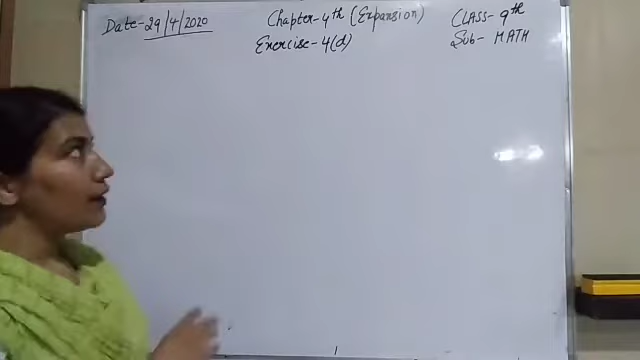 Date-29/4/2020
Chapter-4th (Expansion)
Exercise-4(d)
CLASS-9th
Sub- MATH